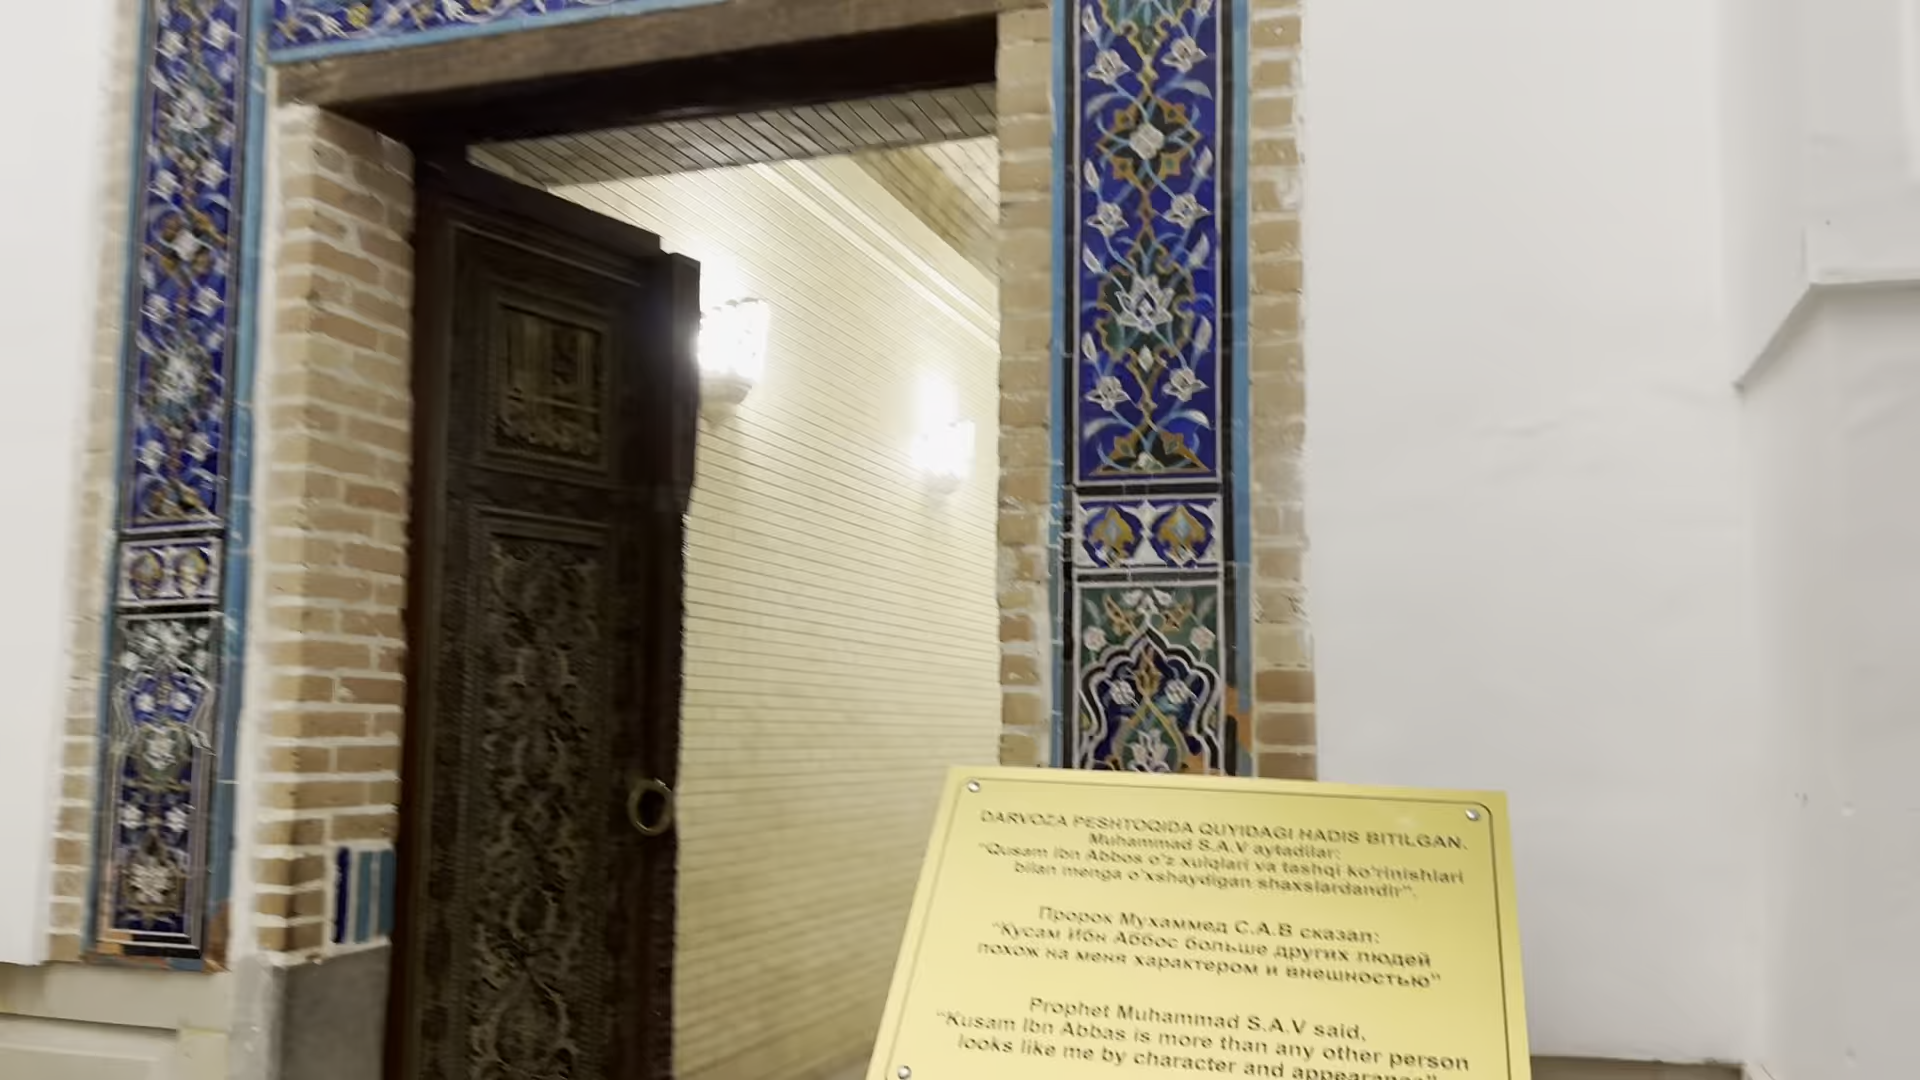 DARVOZA PESHTOQIDA QUYIDAGI HADIS BITILGAN.
Muhammad S.A.V aytadilar:
"Qusam ibn Abbos o'z xulqlari va tashqi ko'rinishlari
bilan menga o'xshaydigan shaxslardandir".
Пророк Мухаммед С.А.В сказал:
"Кусам Ибн Аббос больше других людей
похож на меня характером и внешностью"
Prophet Muhammad S.A.V said,
"Kusam Ibn Abbas is more than any other person
looks like me by character and appearance"